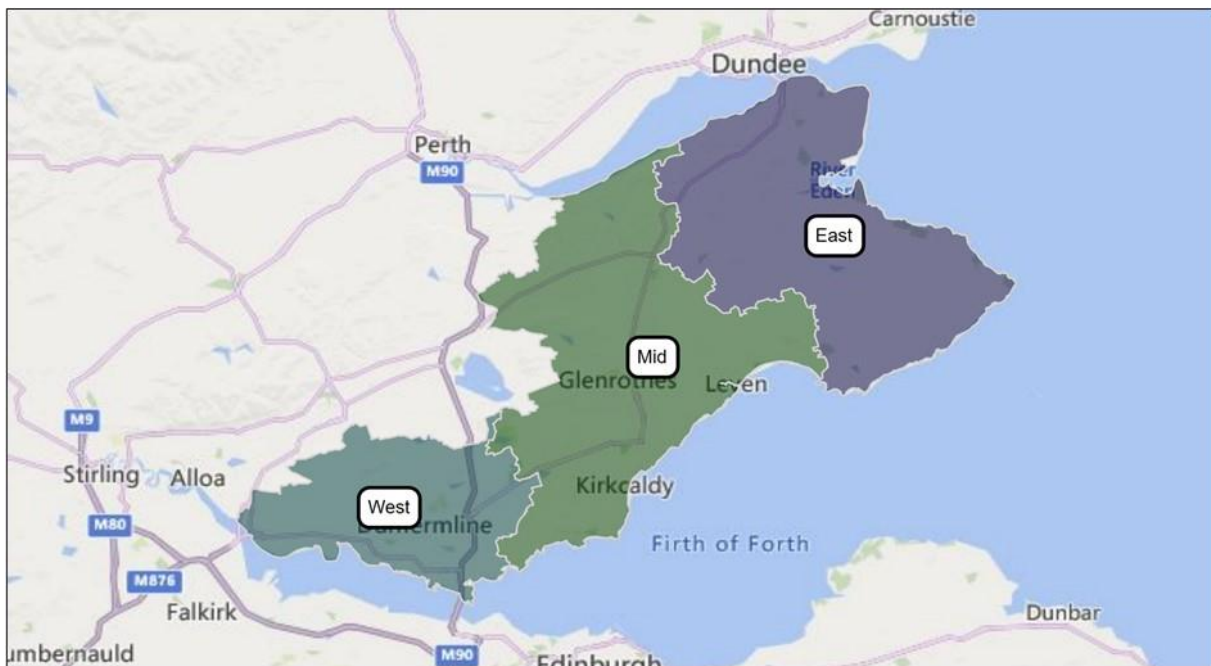 Carnoustie
Dundee
Perth
M90
River
Eden
East
Mid
Glenrothes
Leven
M9
Stirling
Alloa
Kirkcaldy
West
M80
Firth of Forth
M876
Falkirk
Dunbar
umbernauld
M90
Edinburgh